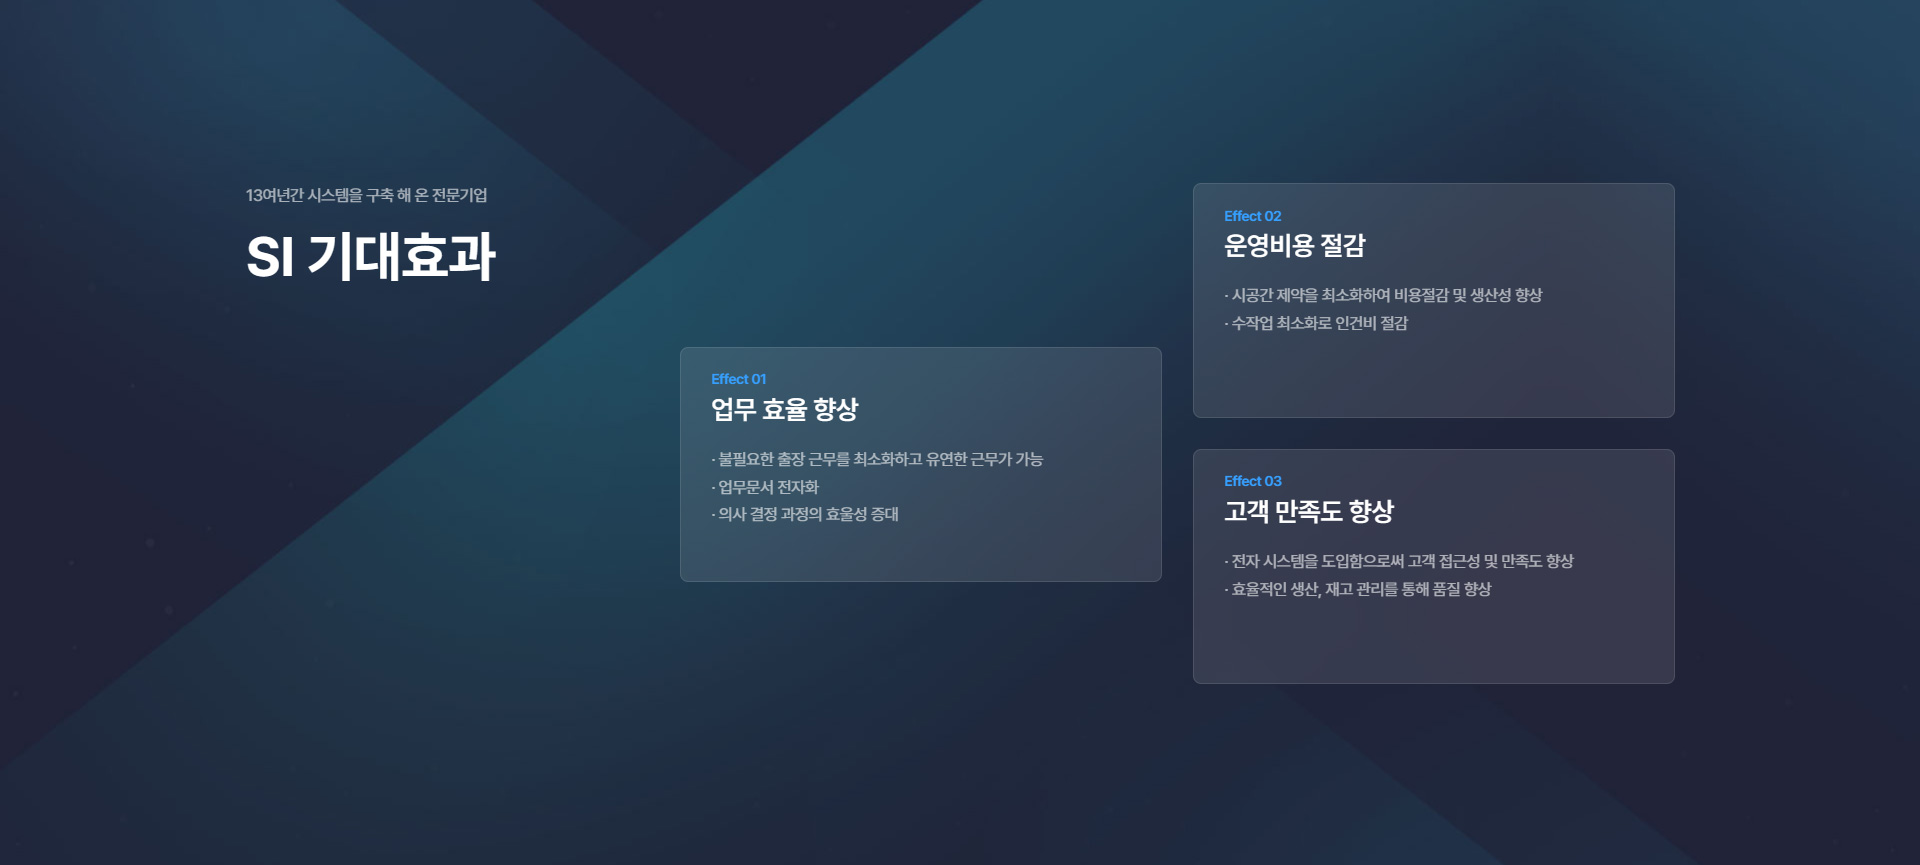 13여년간 시스템을 구축 해 온 전문기업
SI 기대효과
Effect 01
업무 효율 향상
· 불필요한 출장 근무를 최소화하고 유연한 근무가 가능
· 업무문서 전자화
· 의사 결정 과정의 효울성 증대
Effect 02
운영비용 절감
· 시공간 제약을 최소화하여 비용절감 및 생산성 향상
· 수작업 최소화로 인건비 절감
Effect 03
고객 만족도 향상
· 전자 시스템을 도입함으로써 고객 접근성 및 만족도 향상
· 효율적인 생산, 재고 관리를 통해 품질 향상